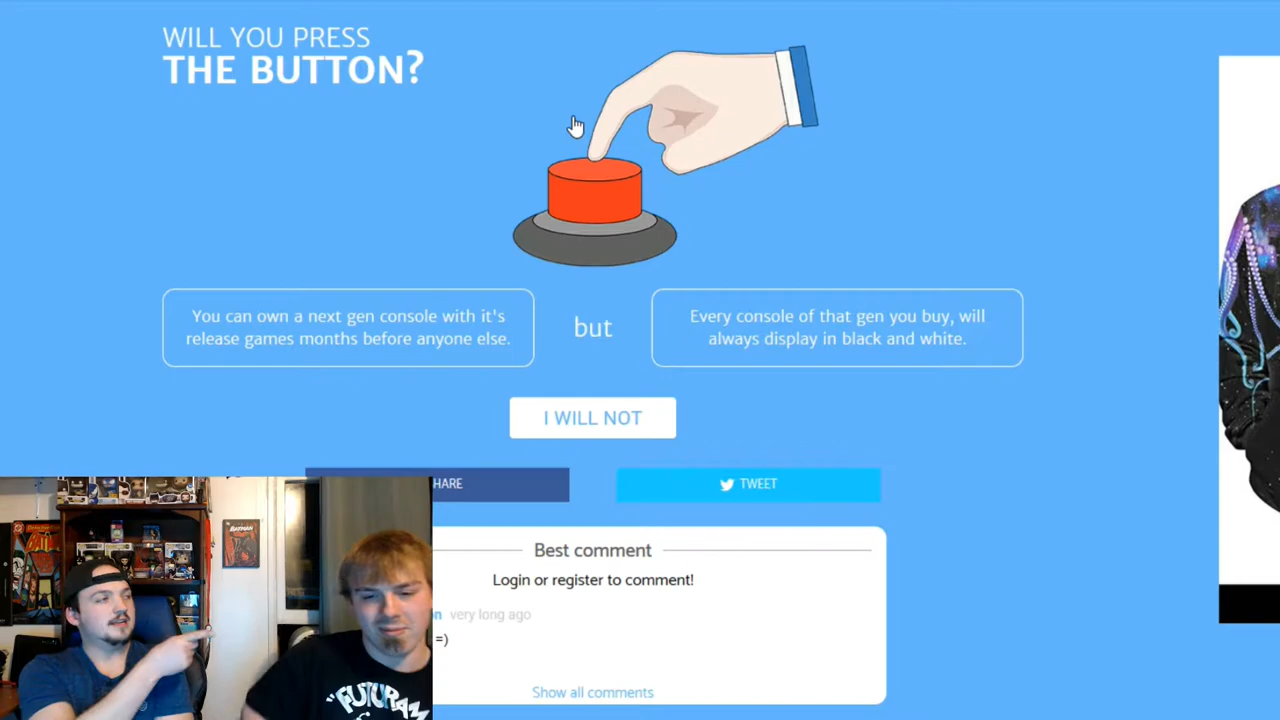 WILL YOU PRESS
THE BUTTON?
You can own a next gen console with it's
release games months before anyone else.
but
Every console of that gen you buy, will
always display in black and white.
I WILL NOT
HARE
TWEET
Best comment
Login or register to comment!
n very long ago
=)
Show all comments
BATMAN
"FUTURAM